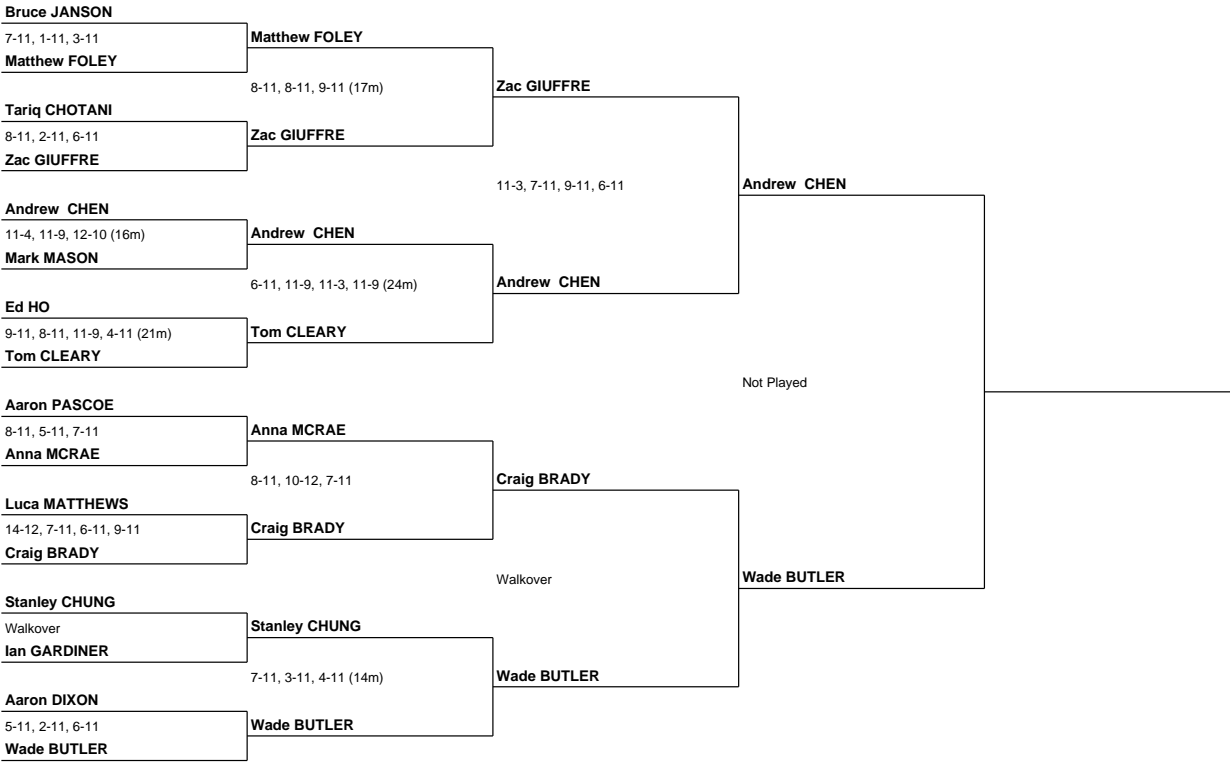 Bruce JANSON
7-11, 1-11, 3-11
Matthew FOLEY
Tariq CHOTANI
8-11, 2-11, 6-11
Zac GIUFFRE
Andrew  CHEN
11-4, 11-9, 12-10 (16m)
Mark MASON
Ed HO
9-11, 8-11, 11-9, 4-11 (21m)
Tom CLEARY
Aaron PASCOE
8-11, 5-11, 7-11
Anna MCRAE
Luca MATTHEWS
14-12, 7-11, 6-11, 9-11
Craig BRADY
Stanley CHUNG
Walkover
Ian GARDINER
Aaron DIXON
5-11, 2-11, 6-11
Wade BUTLER
Matthew FOLEY
8-11, 8-11, 9-11 (17m)
Zac GIUFFRE
Andrew  CHEN
6-11, 11-9, 11-3, 11-9 (24m)
Tom CLEARY
Anna MCRAE
8-11, 10-12, 7-11
Craig BRADY
Stanley CHUNG
7-11, 3-11, 4-11 (14m)
Wade BUTLER
Zac GIUFFRE
11-3, 7-11, 9-11, 6-11
Andrew  CHEN
Craig BRADY
Walkover
Wade BUTLER
Andrew  CHEN
Not Played
Wade BUTLER